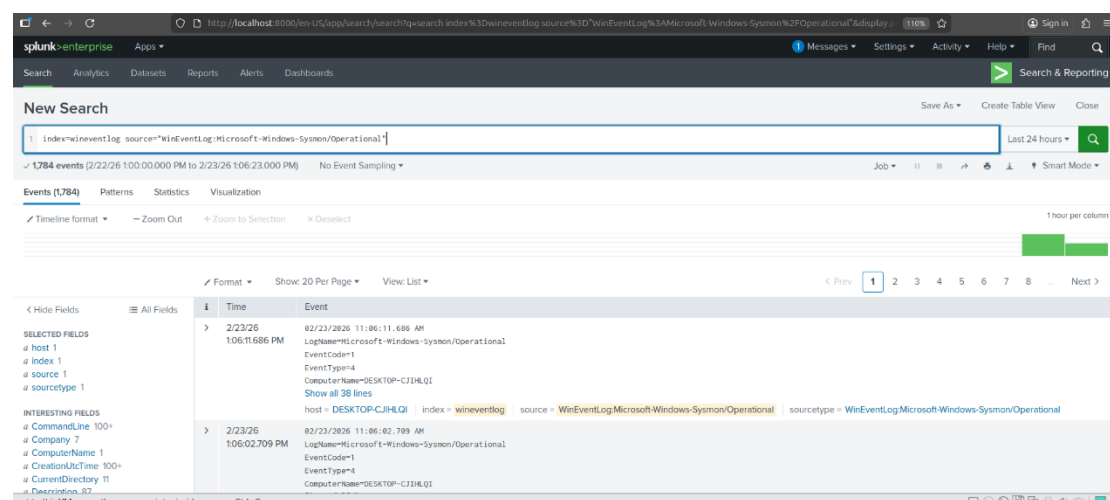 http://localhost:8000/en-US/app/search/search?q=search index%3Dwineventlog source%3D"WinEventLog%3AMicrosoft-Windows-Sysmon%2FOperational"&display.p 110% Sign in
splunk>enterprise Apps Messages Settings Activity Help Find
1
Search Analytics Datasets Reports Alerts Dashboards Search & Reporting
New Search Save As Create Table View Close
1 index=wineventlog source="WinEventLog:Microsoft-Windows-Sysmon/Operational" Last 24 hours
1,784 events (2/22/26 1:00:00.000 PM to 2/23/26 1:06:23.000 PM) No Event Sampling Job Smart Mode
Events (1,784) Patterns Statistics Visualization
Timeline format — Zoom Out + Zoom to Selection × Deselect 1 hour per column
Format Show: 20 Per Page View: List < Prev 1 2 3 4 5 6 7 8 ... Next >
< Hide Fields All Fields i Time Event
SELECTED FIELDS
a host 1
a index 1
a source 1
a sourcetype 1
INTERESTING FIELDS
a CommandLine 100+
a Company 7
a ComputerName 1
a CreationUtcTime 100+
a CurrentDirectory 11
a Description 87
> 2/23/26
1:06:11.686 PM
02/23/2026 11:06:11.686 AM
LogName=Microsoft-Windows-Sysmon/Operational
EventCode=1
EventType=4
ComputerName=DESKTOP-CJIHLQI
Show all 38 lines
host = DESKTOP-CJIHLQI index = wineventlog source = WinEventLog:Microsoft-Windows-Sysmon/Operational sourcetype = WinEventLog:Microsoft-Windows-Sysmon/Operational
> 2/23/26
1:06:02.709 PM
02/23/2026 11:06:02.709 AM
LogName=Microsoft-Windows-Sysmon/Operational
EventCode=1
EventType=4
ComputerName=DESKTOP-CJIHLQI